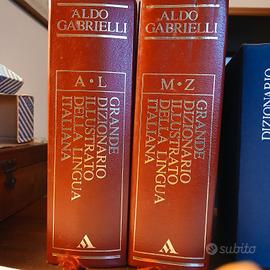 ALDO
GABRIELLI
A•L
GRANDE
DIZIONARIO
ILLUSTRATO
DELLA LINGUA
ITALIANA
ALDO
GABRIELLI
M•Z
GRANDE
DIZIONARIO
ILLUSTRATO
DELLA LINGUA
ITALIANA
DIZIONARIO
subito